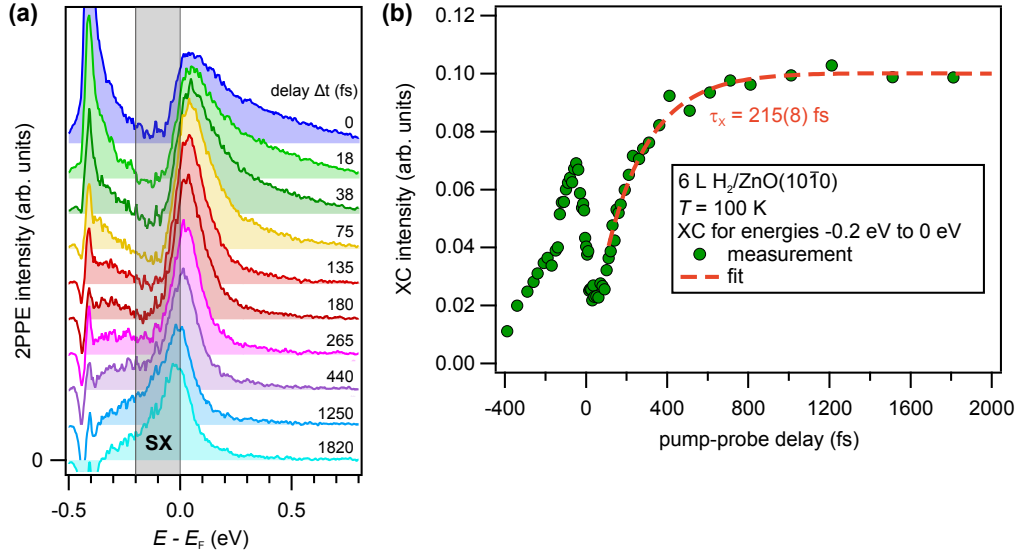 (a)
2PPE intensity (arb. units)
0
delay Δt (fs)
0
18
38
75
135
180
265
440
1250
1820
SX
-0.5
0.0
0.5
E - E_F (eV)
(b)
XC intensity (arb. units)
0.12
0.10
0.08
0.06
0.04
0.02
0.00
τ_X = 215(8) fs
6 L H₂/ZnO(101̅0)
T = 100 K
XC for energies -0.2 eV to 0 eV
measurement
fit
-400
0
400
800
1200
1600
2000
pump-probe delay (fs)